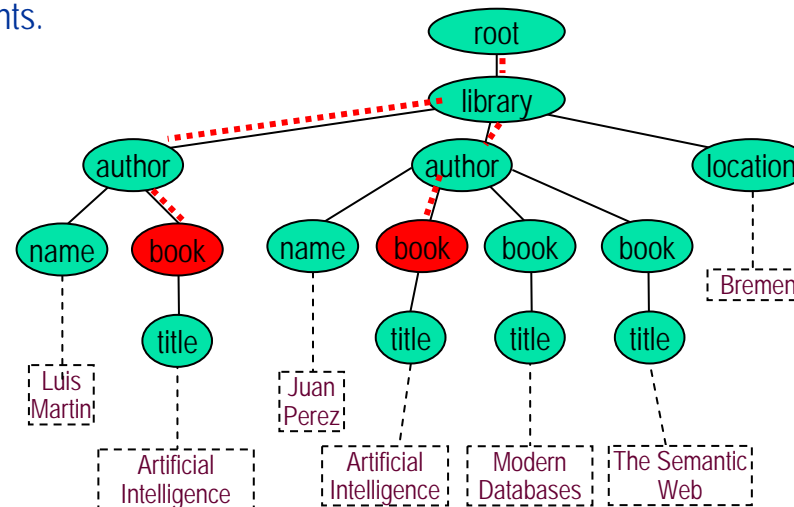 nts.
root
library
author author location
name book name book book book
Bremen
title title title title
Luis
Martin
Juan
Perez
Artificial
Intelligence
Artificial
Intelligence
Modern
Databases
The Semantic
Web